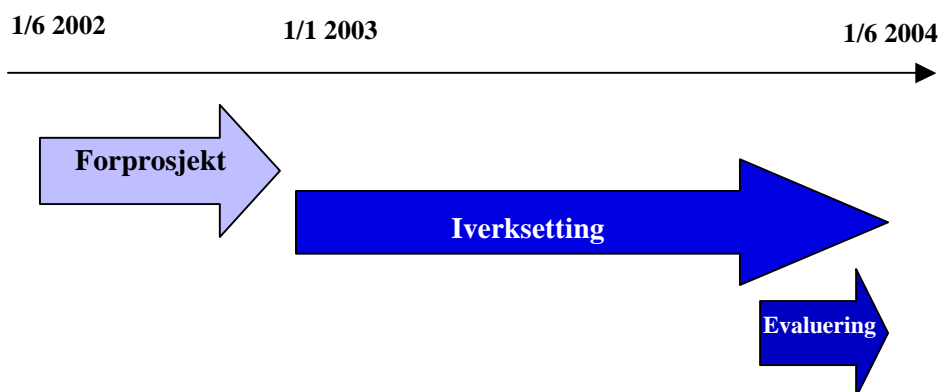 1/6 2002
1/1 2003
1/6 2004
Forprosjekt
Iverksetting
Evaluering